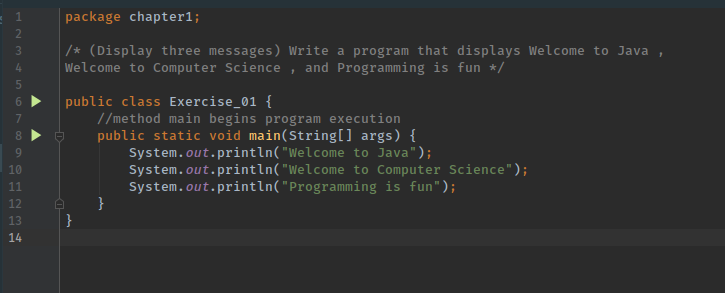 1 package chapter1;
2
3 /* (Display three messages) Write a program that displays Welcome to Java ,
4 Welcome to Computer Science , and Programming is fun */
5
6 public class Exercise_01 {
7 //method main begins program execution
8 public static void main(String[] args) {
9 System.out.println("Welcome to Java");
10 System.out.println("Welcome to Computer Science");
11 System.out.println("Programming is fun");
12 }
13 }
14